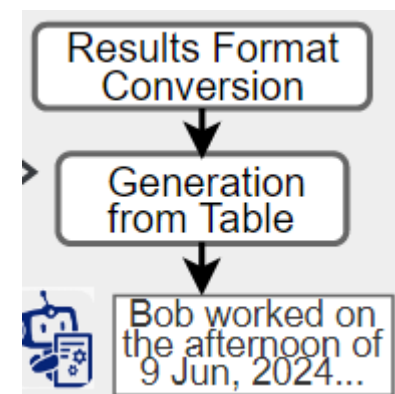 Results Format
Conversion
Generation
from Table
Bob worked on
the afternoon of
9 Jun, 2024...